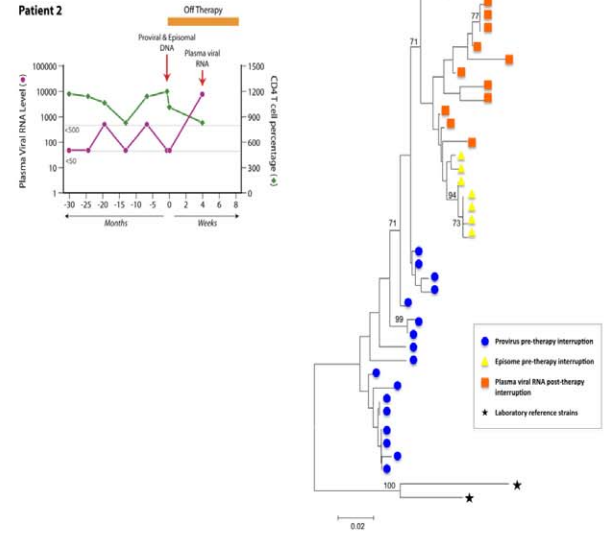 Patient 2
Off Therapy
Proviral & Episomal
DNA
Plasma viral
RNA
Plasma Viral RNA Level (●)
100000
10000
1000
100
10
1
<500
<50
1500
1200
900
600
300
0
CD4 T cell percentage (♦)
-30 -25 -20 -15 -10 -5 0 2 4 6 8
Months
Weeks
77
71
94
73
71
99
100
0.02
Provirus pre-therapy interruption
Episome pre-therapy interruption
Plasma viral RNA post-therapy
interruption
Laboratory reference strains